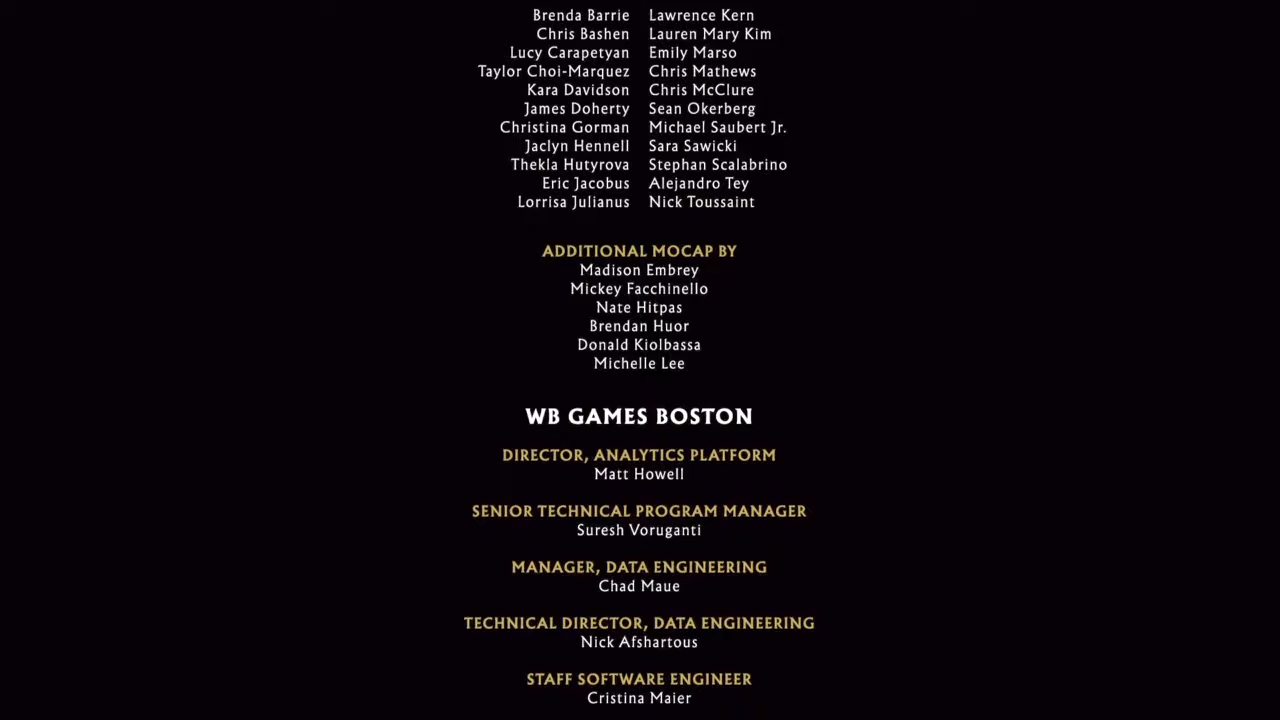 Brenda Barrie Lawrence Kern
Chris Bashen Lauren Mary Kim
Lucy Carapetyan Emily Marso
Taylor Choi-Marquez Chris Mathews
Kara Davidson Chris McClure
James Doherty Sean Okerberg
Christina Gorman Michael Saubert Jr.
Jaclyn Hennell Sara Sawicki
Thekla Hutyrova Stephan Scalabrino
Eric Jacobus Alejandro Tey
Lorrisa Julianus Nick Toussaint
ADDITIONAL MOCAP BY
Madison Embrey
Mickey Facchinello
Nate Hitpas
Brendan Huor
Donald Kiolbassa
Michelle Lee
WB GAMES BOSTON
DIRECTOR, ANALYTICS PLATFORM
Matt Howell
SENIOR TECHNICAL PROGRAM MANAGER
Suresh Voruganti
MANAGER, DATA ENGINEERING
Chad Maue
TECHNICAL DIRECTOR, DATA ENGINEERING
Nick Afshartous
STAFF SOFTWARE ENGINEER
Cristina Maier